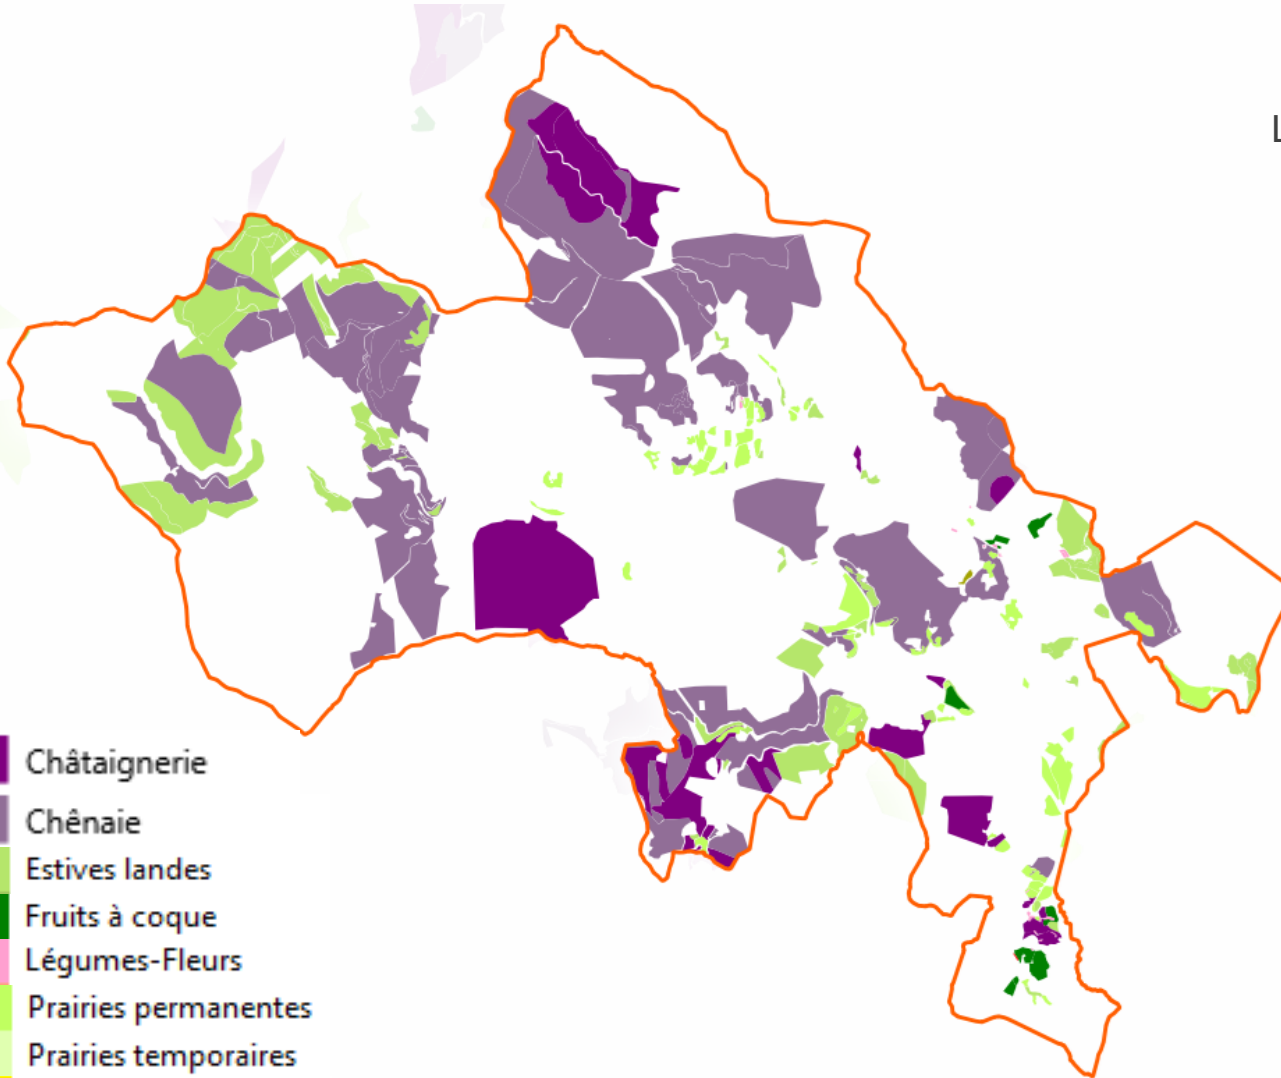 L
Châtaignerie
Chênaie
Estives landes
Fruits à coque
Légumes-Fleurs
Prairies permanentes
Prairies temporaires